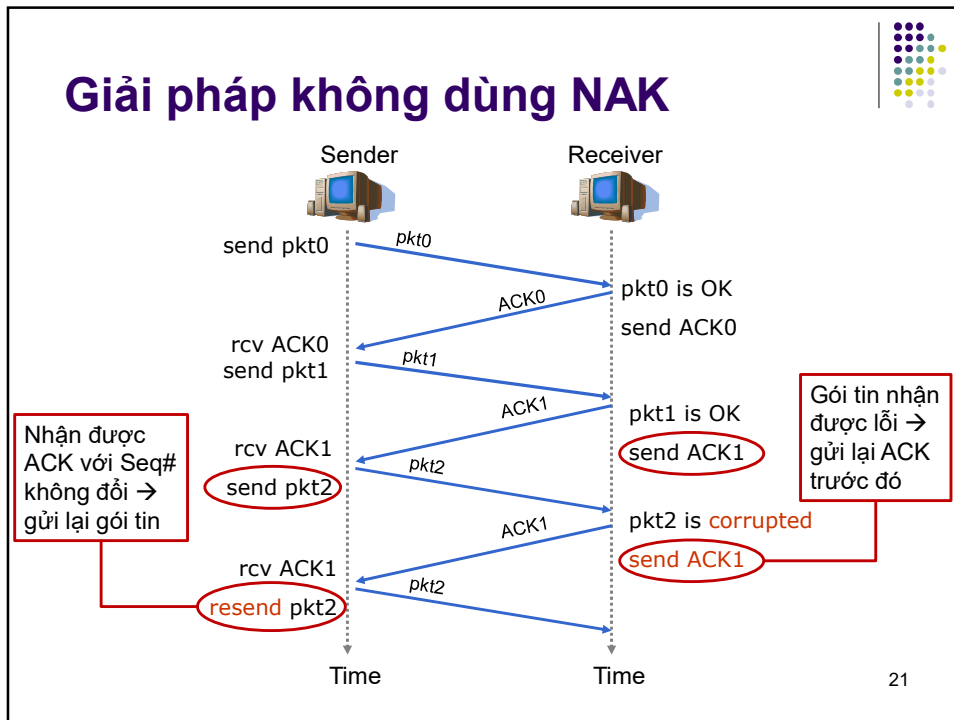 Giải pháp không dùng NAK
Sender
Receiver
send pkt0
pkt0
pkt0 is OK
ACK0
send ACK0
rcv ACK0
send pkt1
pkt1
pkt1 is OK
ACK1
send ACK1
Gói tin nhận
được lỗi →
gửi lại ACK
trước đó
Nhận được
ACK với Seq#
không đổi →
gửi lại gói tin
rcv ACK1
send pkt2
pkt2
pkt2 is corrupted
ACK1
send ACK1
rcv ACK1
resend pkt2
pkt2
Time
Time
21